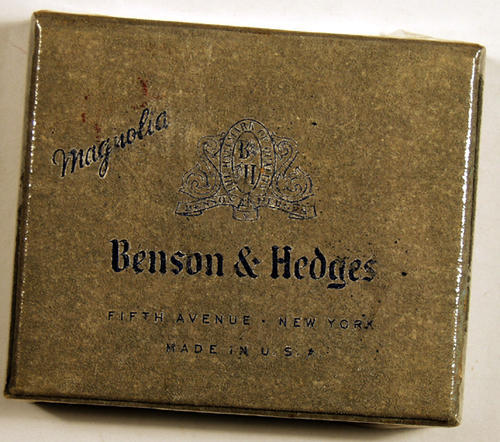 Magnolia
B & H
Benson & Hedges
FIFTH AVENUE · NEW YORK
MADE IN U.S.A.